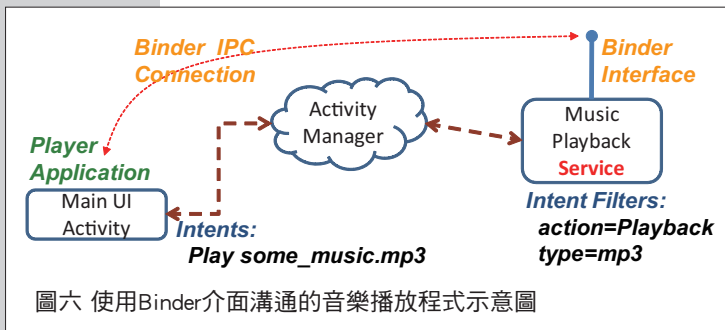 Binder IPC
Connection
Binder
Interface
Activity
Manager
Music
Playback
Service
Player
Application
Main UI
Activity
Intents:
Play some_music.mp3
Intent Filters:
action=Playback
type=mp3
圖六 使用Binder介面溝通的音樂播放程式示意圖